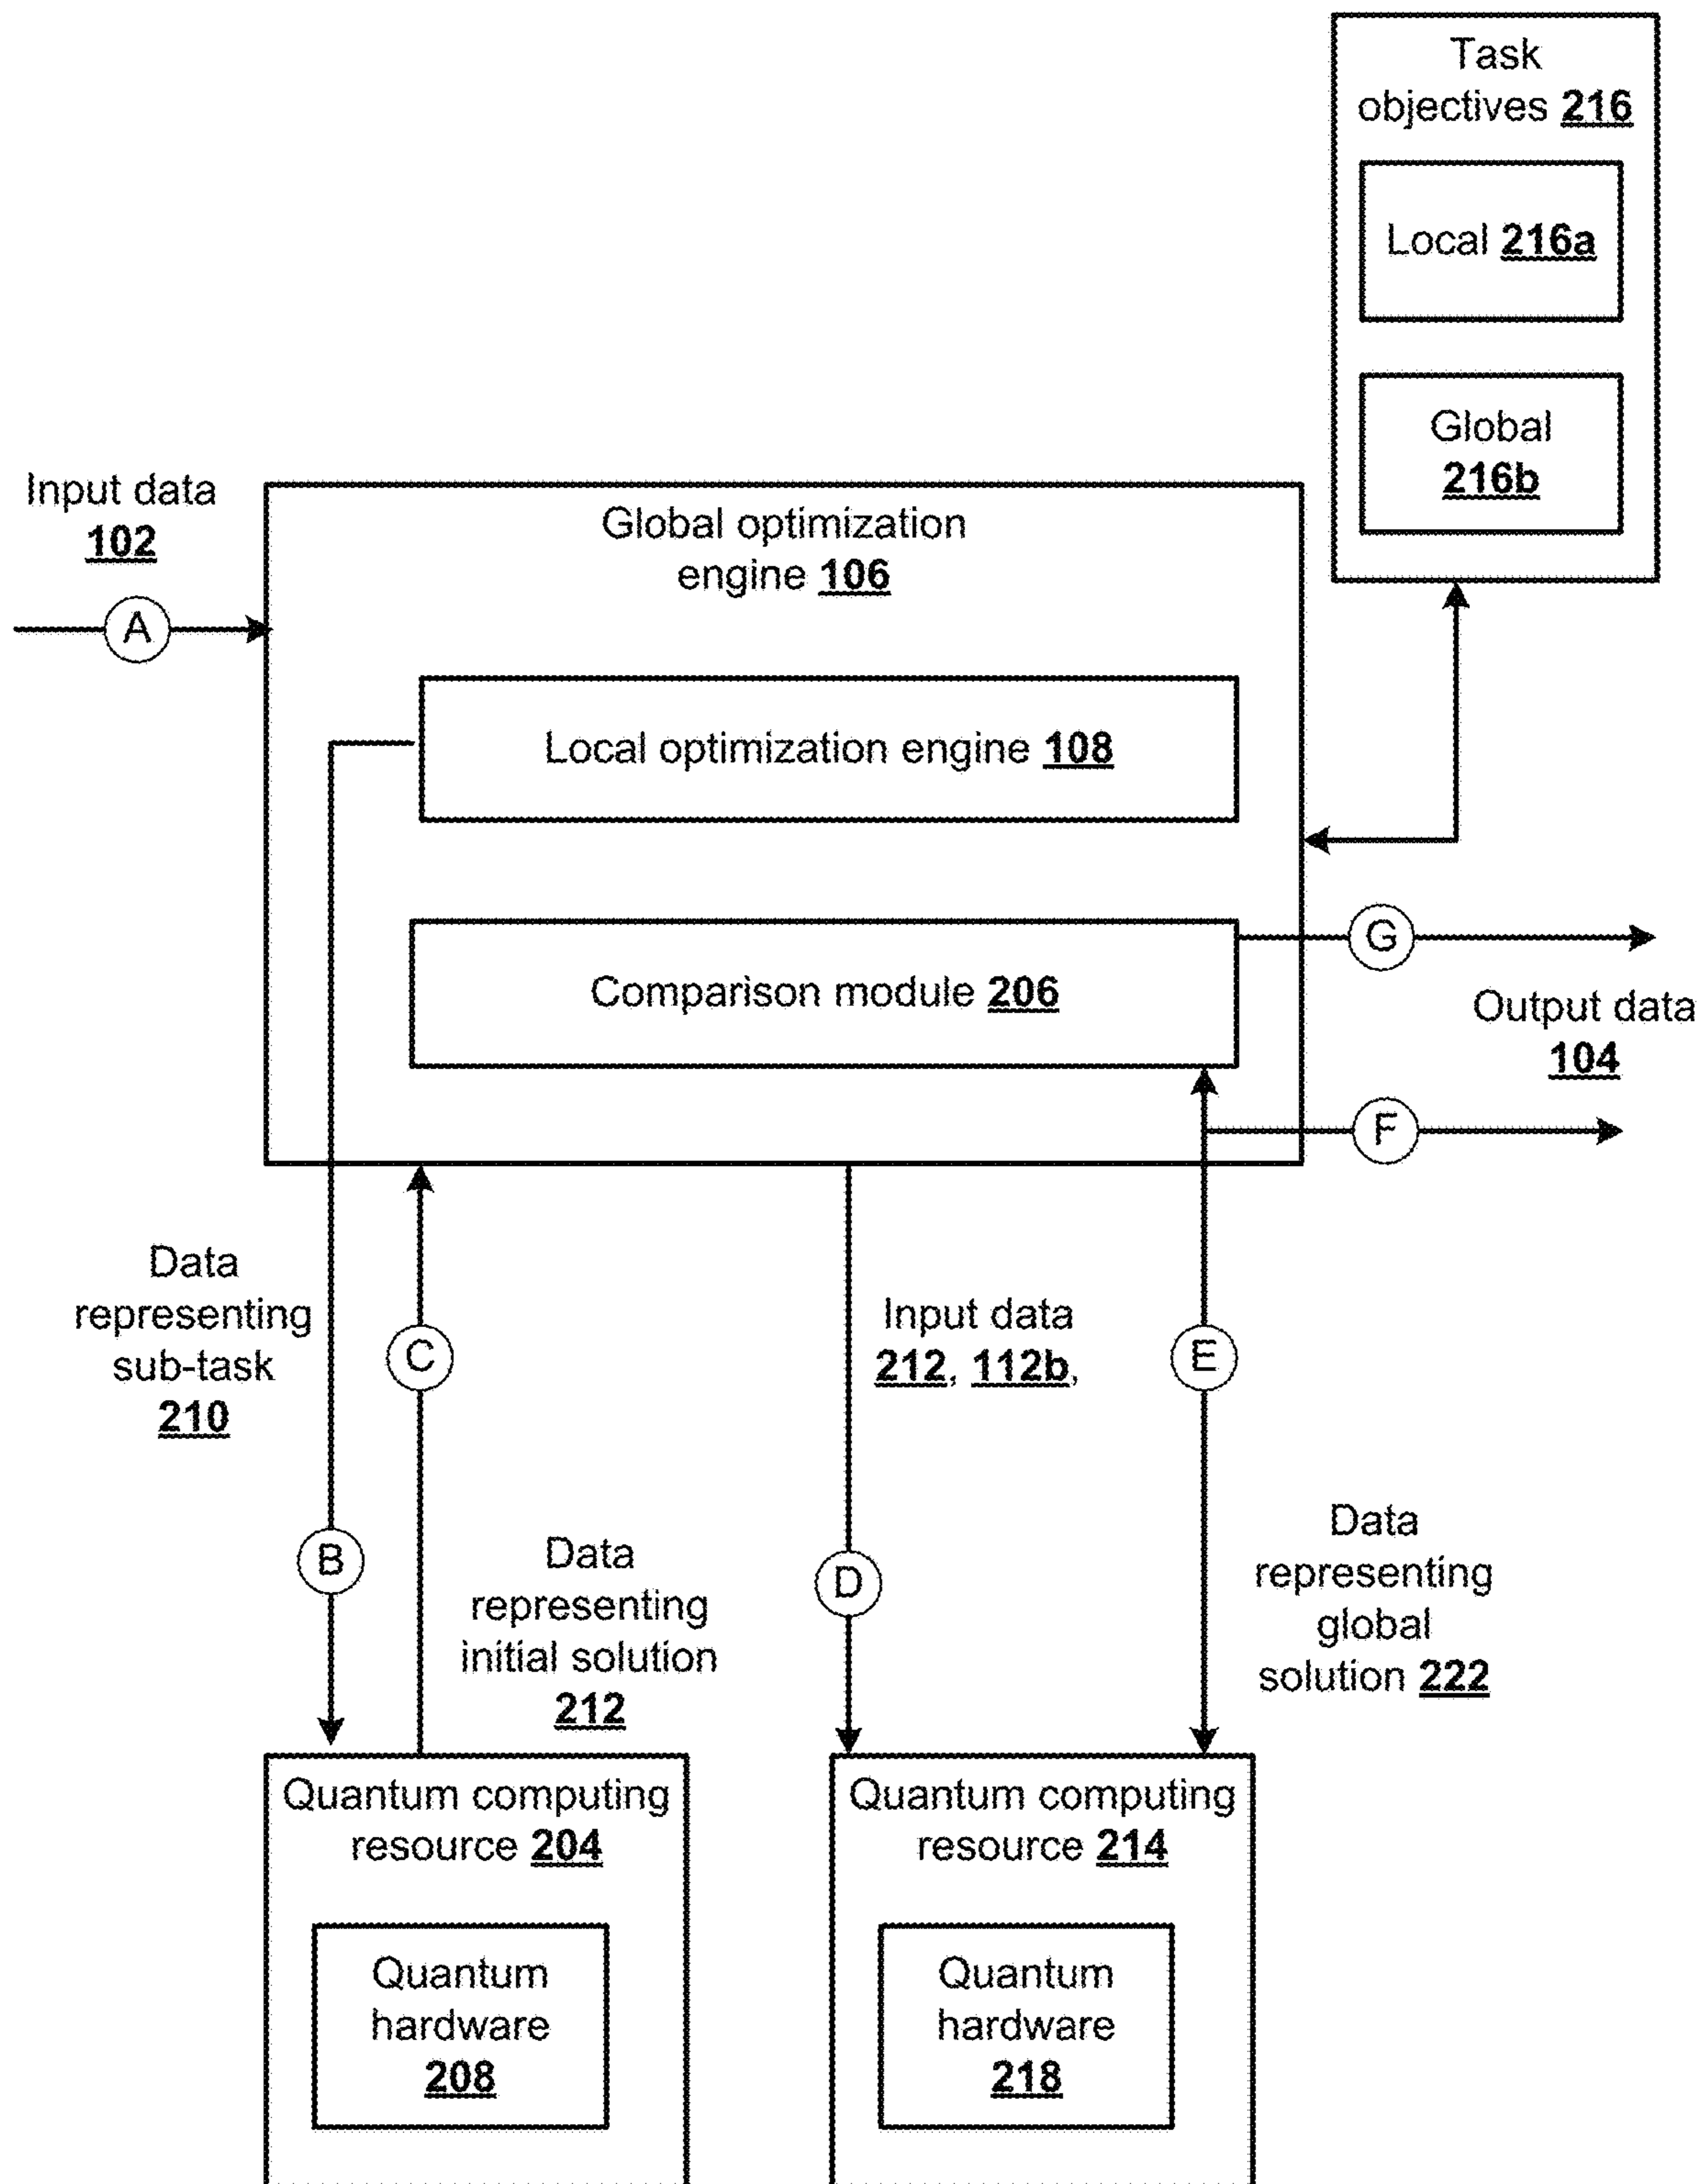 Task
objectives 216
Local 216a
Global
216b
Input data
102
Global optimization
engine 106
A
Local optimization engine 108
G
Comparison module 206
Output data
104
F
Data
representing
sub-task
210
C
Input data
212, 112b,
E
B
Data
representing
initial solution
212
D
Data
representing
global
solution 222
Quantum computing
resource 204
Quantum computing
resource 214
Quantum
hardware
208
Quantum
hardware
218